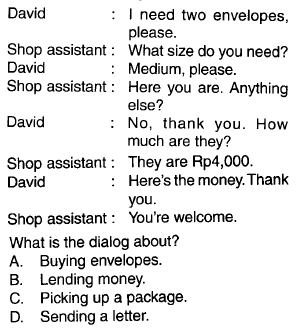 David : I need two envelopes,
please.
Shop assistant : What size do you need?
David : Medium, please.
Shop assistant : Here you are. Anything
else?
David : No, thank you. How
much are they?
Shop assistant : They are Rp4,000.
David : Here's the money. Thank
you.
Shop assistant : You're welcome.
What is the dialog about?
A. Buying envelopes.
B. Lending money.
C. Picking up a package.
D. Sending a letter.